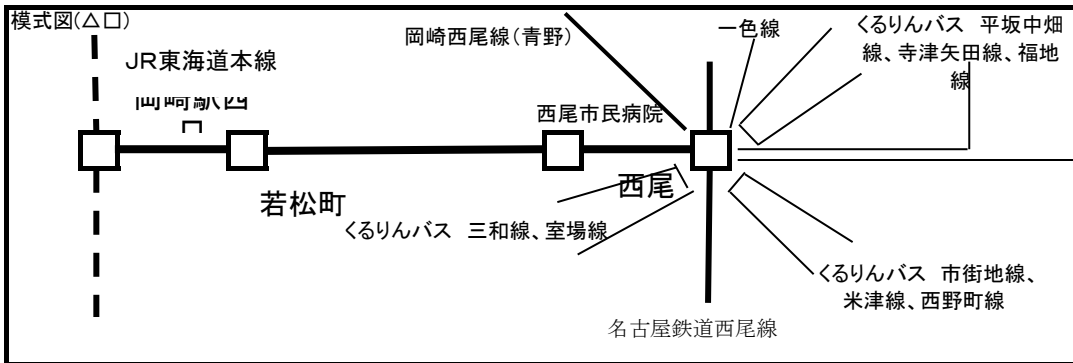 模式図(△□)
JR東海道本線
岡崎駅西
口
若松町
岡崎西尾線(青野)
西尾市民病院
一色線
くるりんバス 平坂中畑
線、寺津矢田線、福地
線
西尾
くるりんバス 三和線、室場線
くるりんバス 市街地線、
米津線、西野町線
名古屋鉄道西尾線